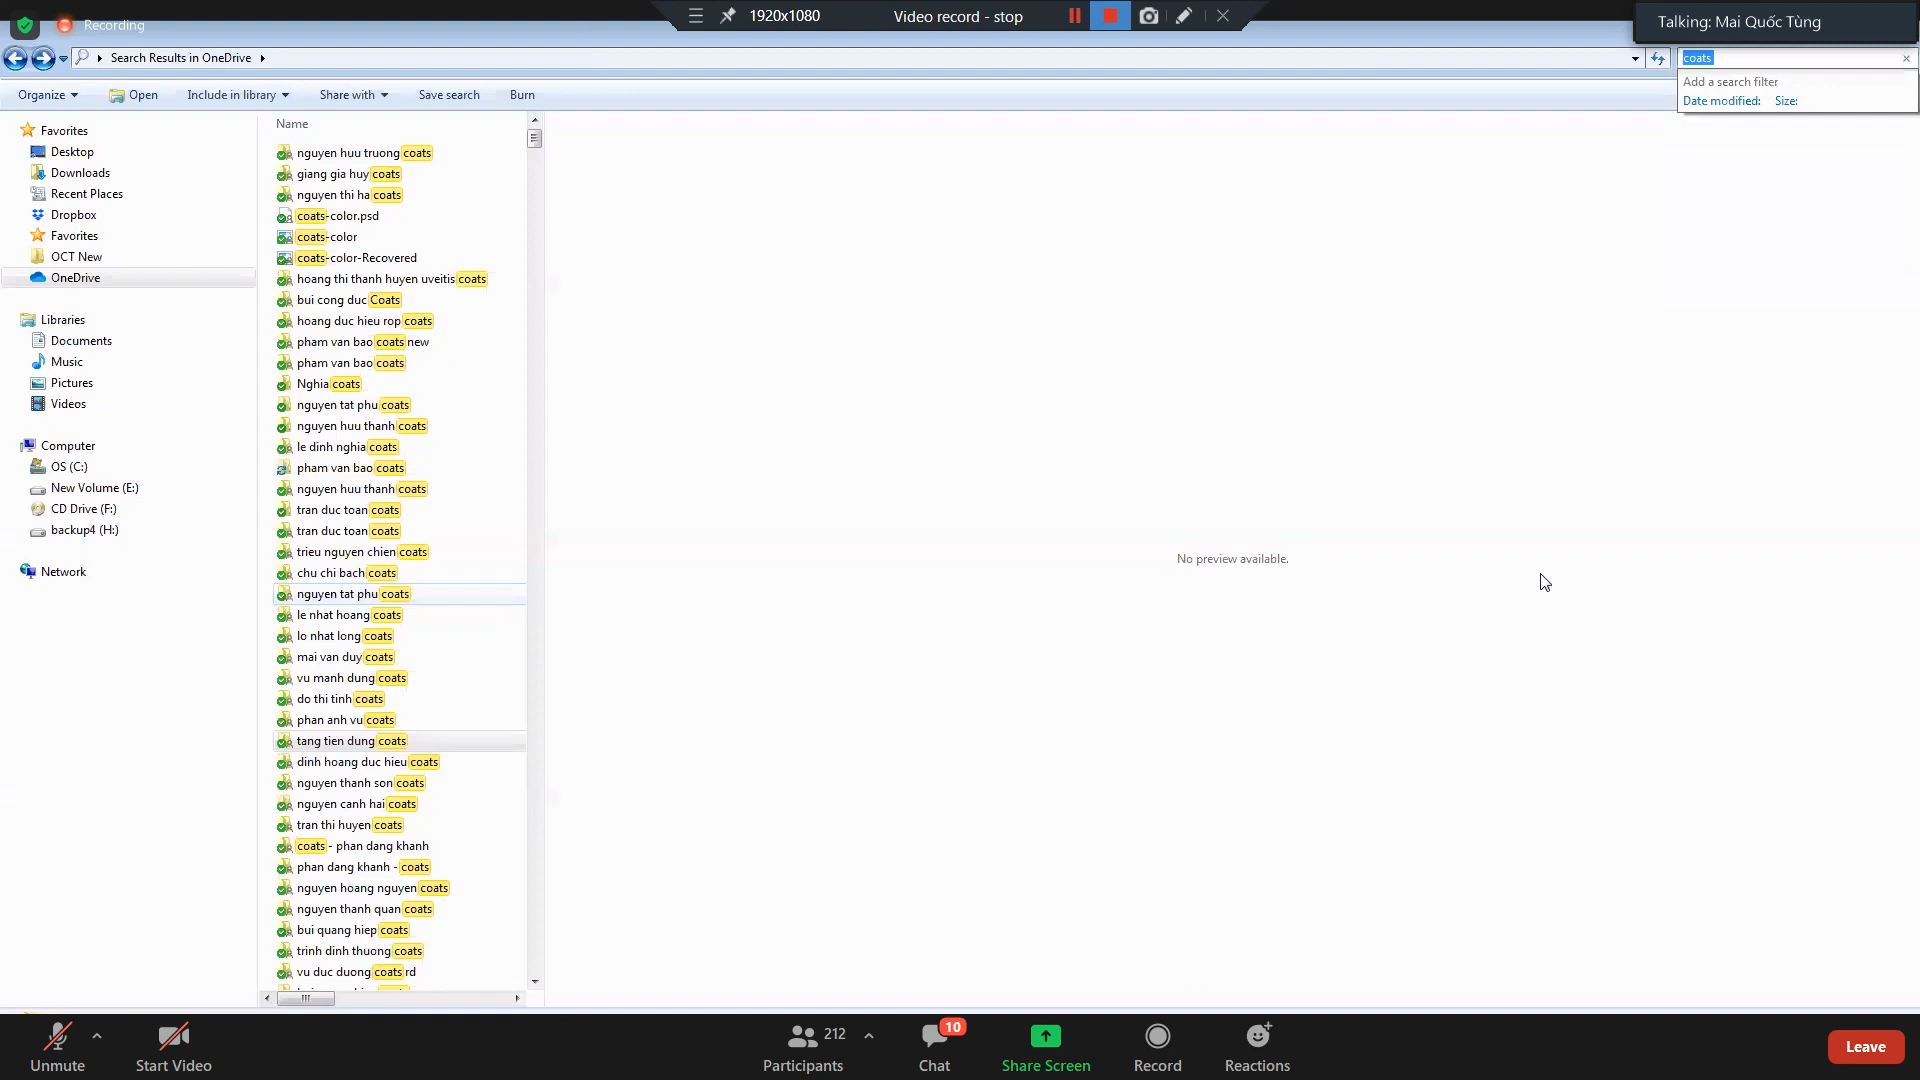 Recording
1920x1080
Video record - stop
Talking: Mai Quốc Tùng
Search Results in OneDrive
coats
Add a search filter
Date modified: Size:
Organize
Open
Include in library
Share with
Save search
Burn
Favorites
Desktop
Downloads
Recent Places
Dropbox
Favorites
OCT New
OneDrive
Libraries
Documents
Music
Pictures
Videos
Computer
OS (C:)
New Volume (E:)
CD Drive (F:)
backup4 (H:)
Network
Name
nguyen huu truong coats
giang gia huy coats
nguyen thi ha coats
coats-color.psd
coats-color
coats-color-Recovered
hoang thi thanh huyen uveitis coats
bui cong duc Coats
hoang duc hieu rop coats
pham van bao coats new
pham van bao coats
Nghia coats
nguyen tat phu coats
nguyen huu thanh coats
le dinh nghia coats
pham van bao coats
nguyen huu thanh coats
tran duc toan coats
tran duc toan coats
trieu nguyen chien coats
chu chi bach coats
nguyen tat phu coats
le nhat hoang coats
lo nhat long coats
mai van duy coats
vu manh dung coats
do thi tinh coats
phan anh vu coats
tang tien dung coats
dinh hoang duc hieu coats
nguyen thanh son coats
nguyen canh hai coats
tran thi huyen coats
coats - phan dang khanh
phan dang khanh - coats
nguyen hoang nguyen coats
nguyen thanh quan coats
bui quang hiep coats
trinh dinh thuong coats
vu duc duong coats rd
No preview available.
Unmute
Start Video
212
Participants
10
Chat
Share Screen
Record
Reactions
Leave